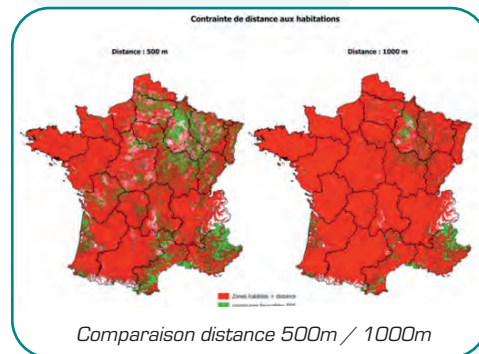 Contrainte de distance aux habitations
Distance : 500 m
Distance : 1000 m
Zones habitées + distance
Comparaison distance 500m / 1000m